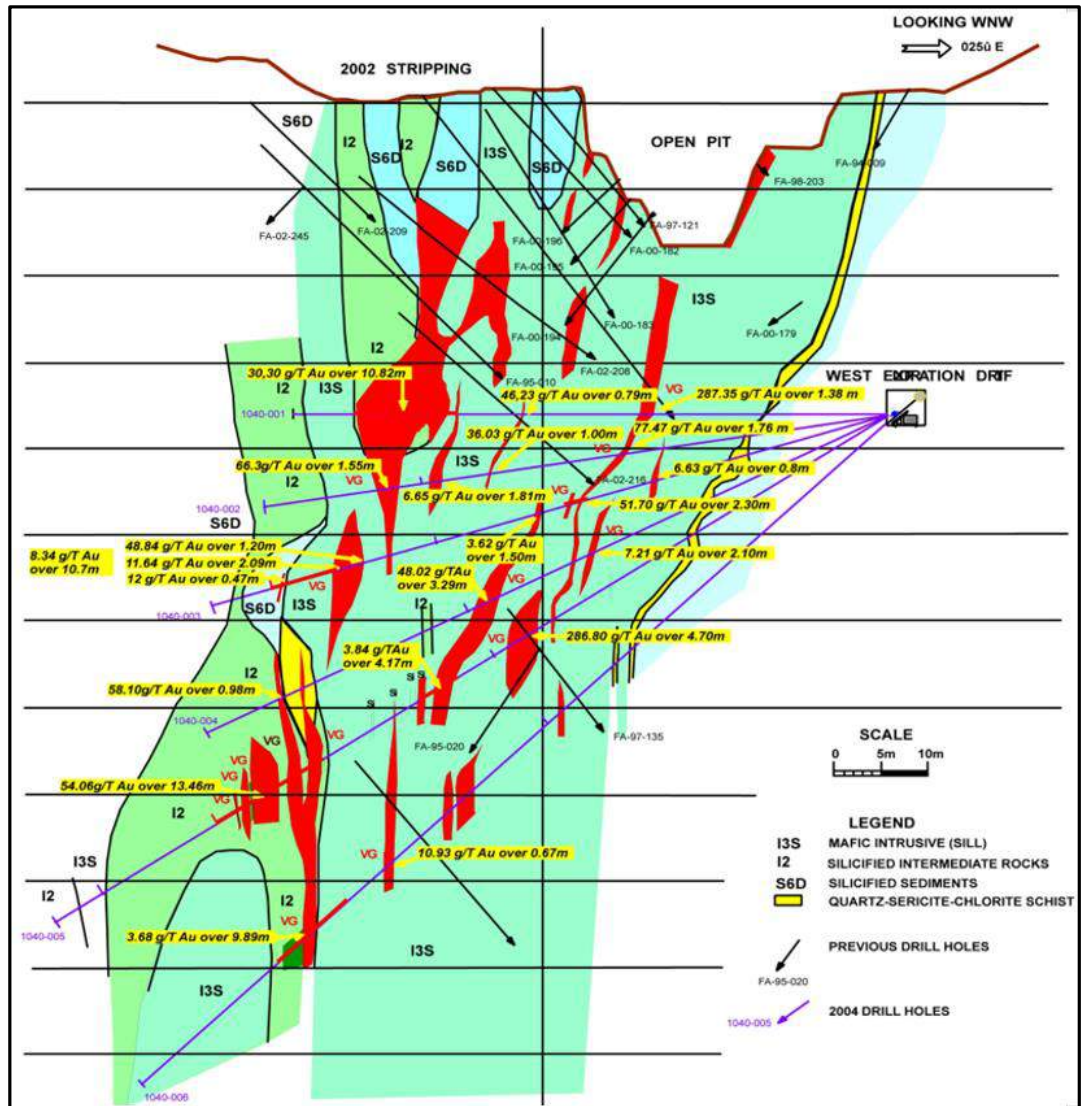 LOOKING WNW
025û E
2002 STRIPPING
S6D
I2
S6D
I2
S6D
I3S
S6D
OPEN PIT
FA-94-009
FA-98-203
FA-02-245
FA-02-209
FA-00-196
FA-97-121
FA-00-182
FA-00-195
I3S
FA-00-183
FA-00-179
FA-00-194
FA-02-208
I2
I2
I3S
30,30 g/T Au over 10.82m
FA-95-010
46,23 g/T Au over 0.79m
VG
287.35 g/T Au over 1.38 m
1040-001
36.03 g/T Au over 1.00m
77.47 g/T Au over 1.76 m
66.3g/T Au over 1.55m
VG
I3S
6.63 g/T Au over 0.8m
I2
6.65 g/T Au over 1.81m
FA-02-216
VG
51.70 g/T Au over 2.30m
1040-002
S6D
48.84 g/T Au over 1.20m
3.62 g/T Au
over 1.50m
7.21 g/T Au over 2.10m
8.34 g/T Au
over 10.7m
11.64 g/T Au over 2.09m
12 g/T Au over 0.47m
VG
48.02 g/TAu
over 3.29m
1040-003
S6D
I3S
I2
VG
286.80 g/T Au over 4.70m
3.84 g/TAu
over 4.17m
I2
Si
Si
Si
58.10g/T Au over 0.98m
1040-004
VG
VG
VG
VG
VG
FA-95-020
FA-97-135
54.06g/T Au over 13.46m
I2
SCALE
0 5m 10m
LEGEND
I3S MAFIC INTRUSIVE (SILL)
I2 SILICIFIED INTERMEDIATE ROCKS
S6D SILICIFIED SEDIMENTS
QUARTZ-SERICITE-CHLORITE SCHIST
PREVIOUS DRILL HOLES
FA-95-020
2004 DRILL HOLES
1040-005
VG
10.93 g/T Au over 0.67m
I3S
I2
1040-005
I2
VG
3.68 g/T Au over 9.89m
I3S
I3S
1040-006